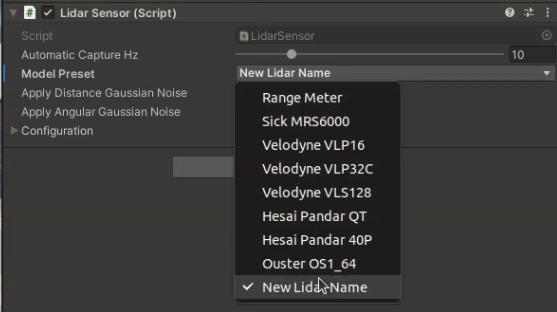 Lidar Sensor (Script)
Script
LidarSensor
Automatic Capture Hz
10
Model Preset
New Lidar Name
Apply Distance Gaussian Noise
Apply Angular Gaussian Noise
Configuration
Range Meter
Sick MRS6000
Velodyne VLP16
Velodyne VLP32C
Velodyne VLS128
Hesai Pandar QT
Hesai Pandar 40P
Ouster OS1_64
New Lidar Name